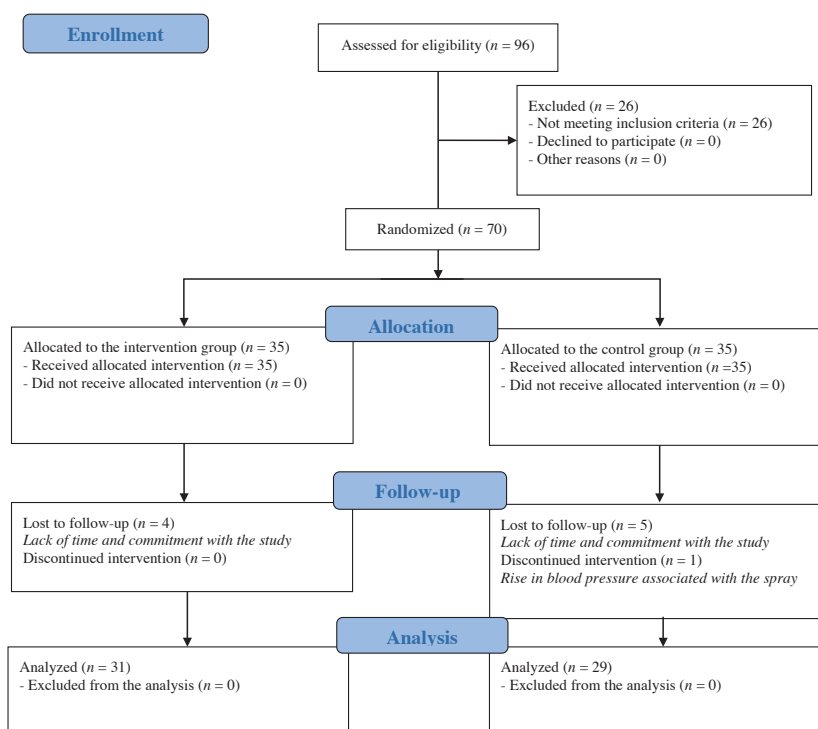 Enrollment
Assessed for eligibility (n = 96)
Excluded (n = 26)
- Not meeting inclusion criteria (n = 26)
- Declined to participate (n = 0)
- Other reasons (n = 0)
Randomized (n = 70)
Allocation
Allocated to the intervention group (n = 35)
- Received allocated intervention (n = 35)
- Did not receive allocated intervention (n = 0)
Allocated to the control group (n = 35)
- Received allocated intervention (n =35)
- Did not receive allocated intervention (n = 0)
Follow-up
Lost to follow-up (n = 4)
Lack of time and commitment with the study
Discontinued intervention (n = 0)
Lost to follow-up (n = 5)
Lack of time and commitment with the study
Discontinued intervention (n = 1)
Rise in blood pressure associated with the spray
Analysis
Analyzed (n = 31)
- Excluded from the analysis (n = 0)
Analyzed (n = 29)
- Excluded from the analysis (n = 0)